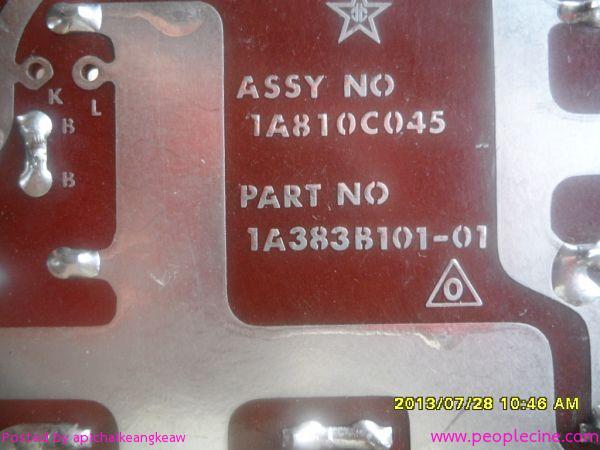 ASSY NO
1A810C045
K
L
B
B
PART NO
1A383B101-01
0
2013/07/28 10:46 AM
Posted by apichaikeangkeaw
www.peoplecine.com